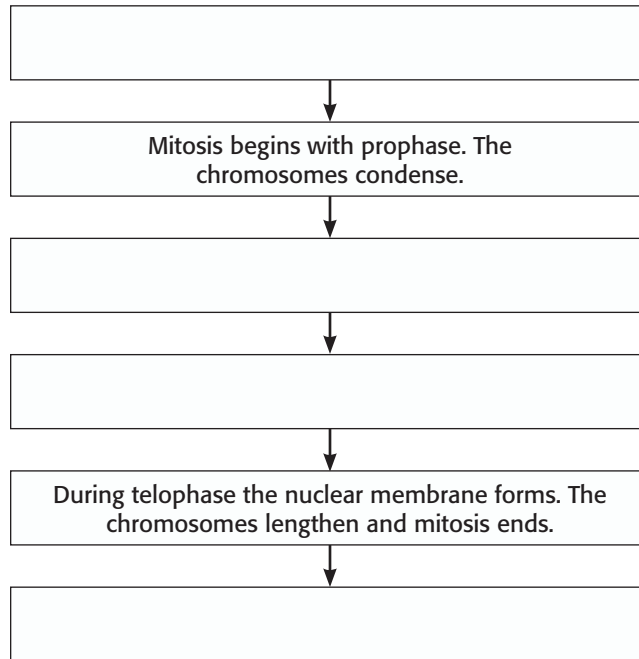 Mitosis begins with prophase. The
chromosomes condense.
During telophase the nuclear membrane forms. The
chromosomes lengthen and mitosis ends.